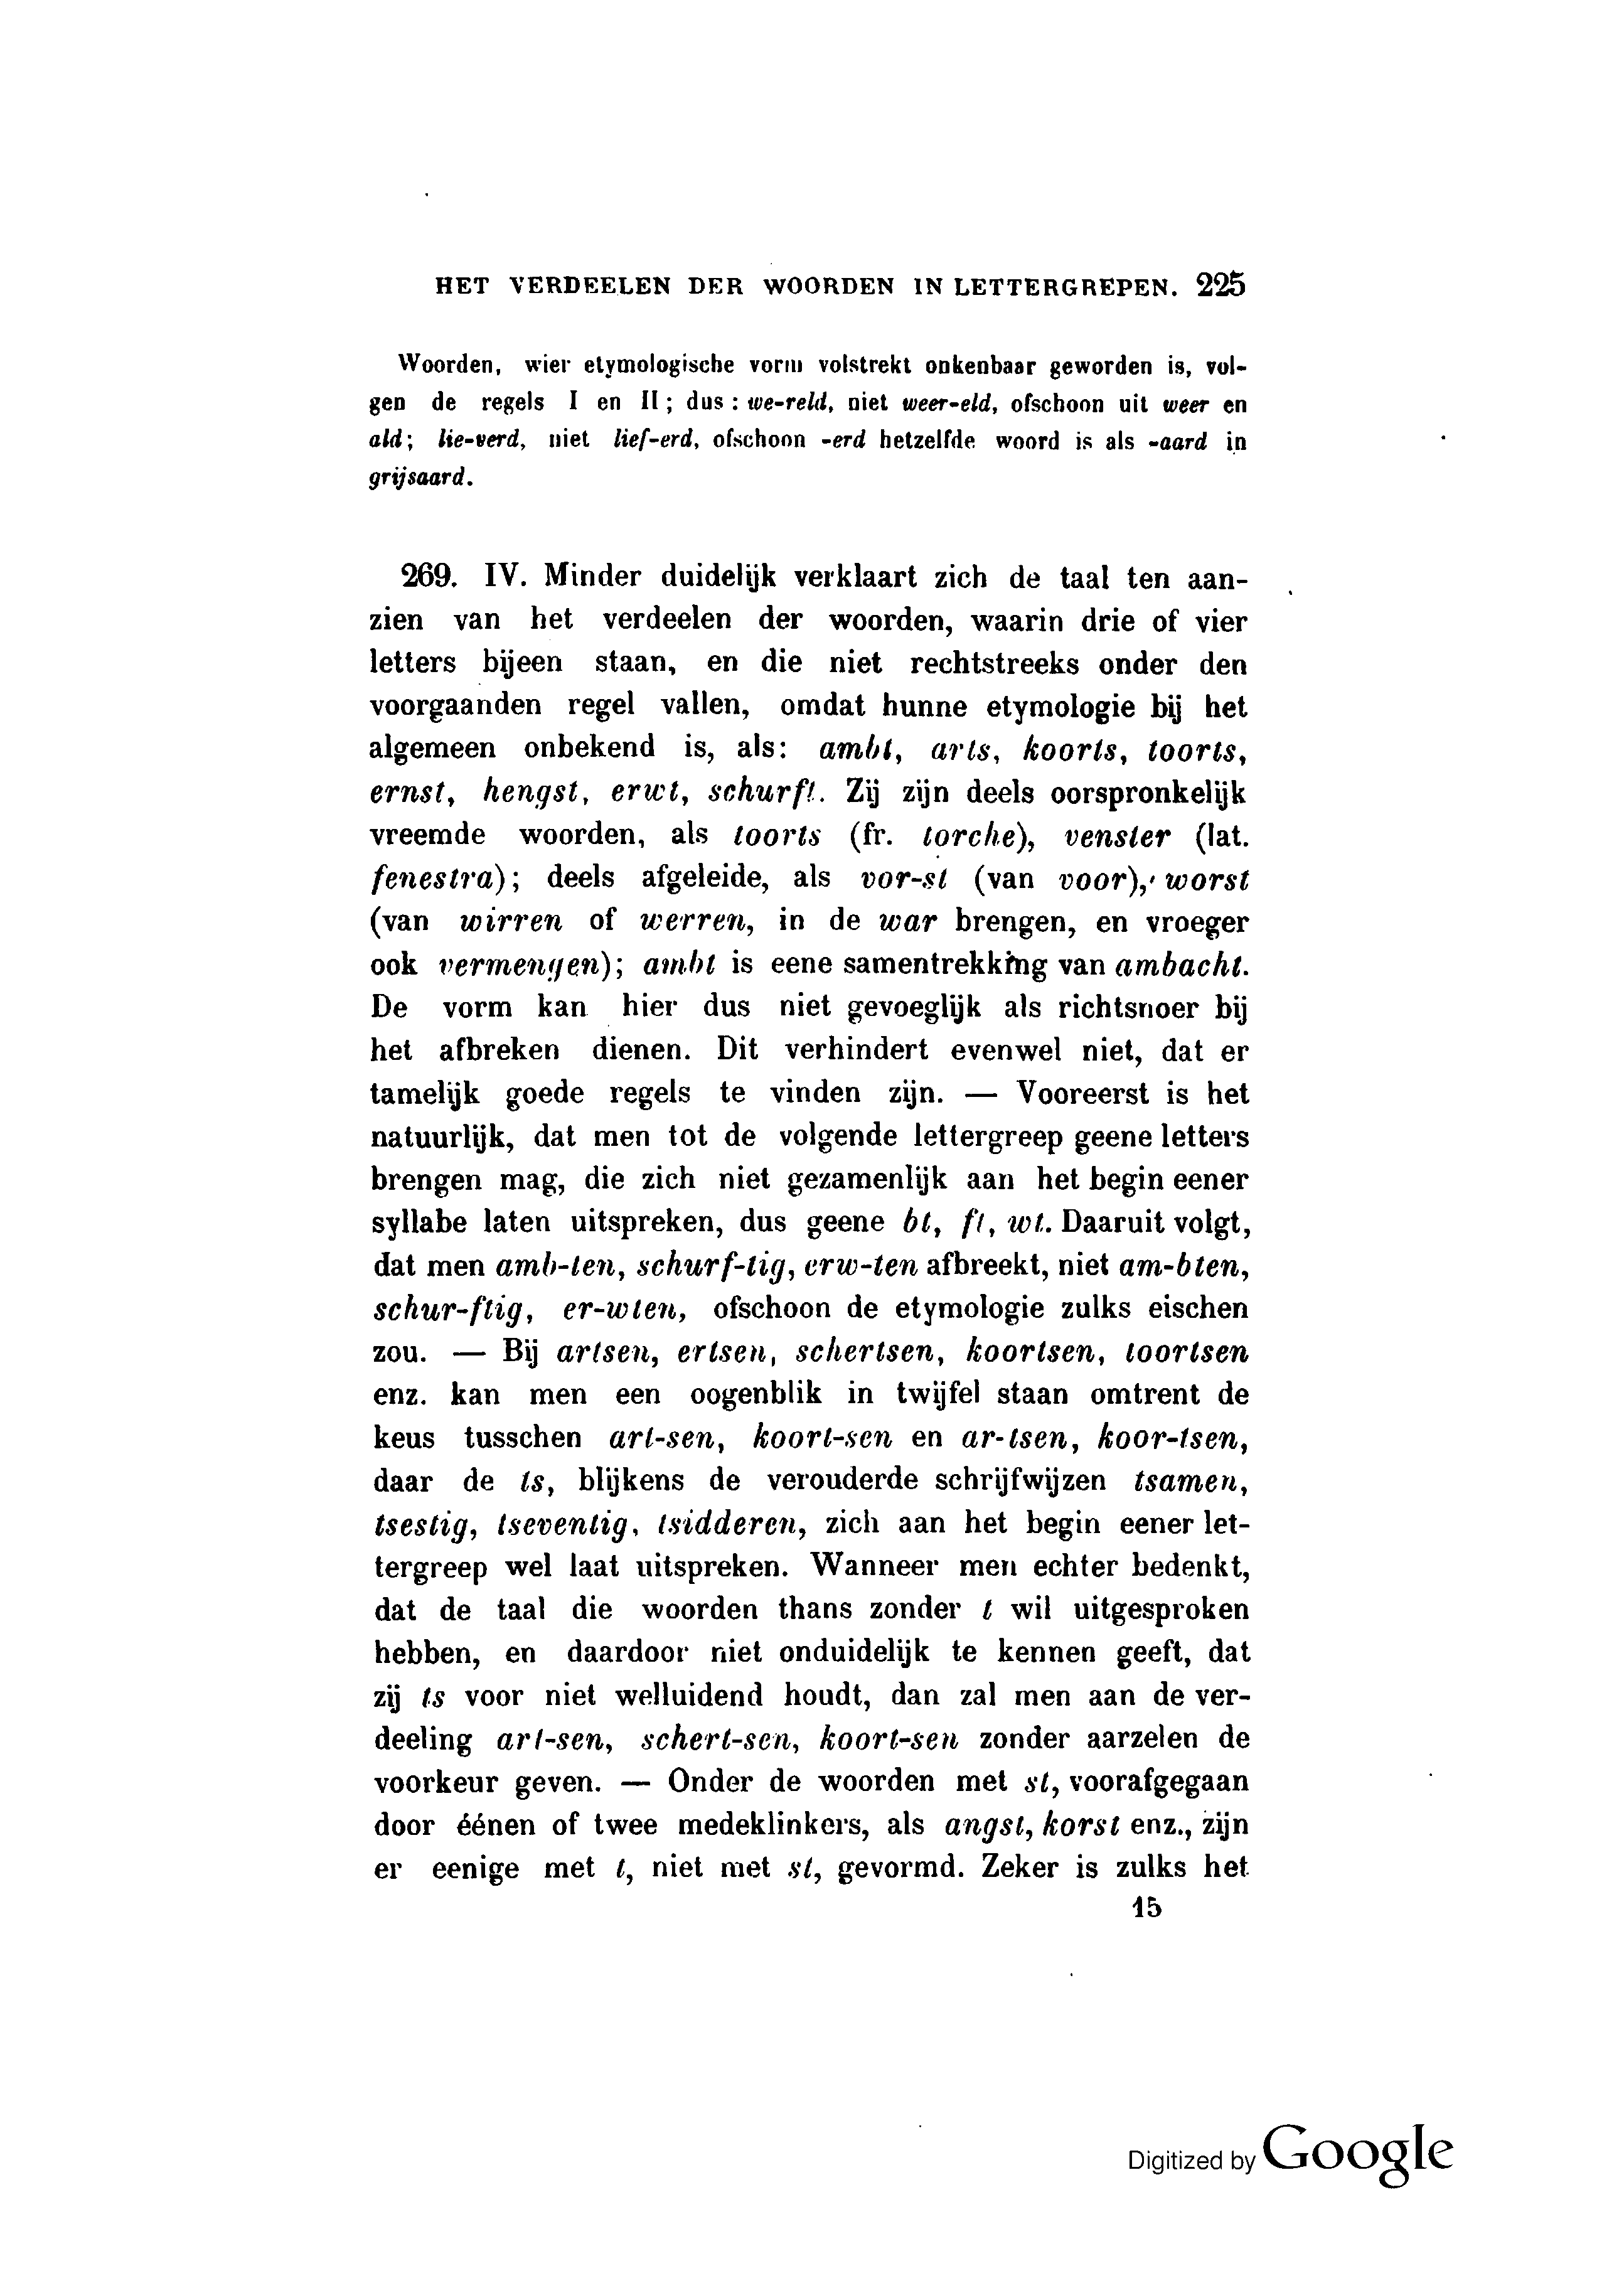 HET VERDEELEN DER WOORDEN IN LETTERGREPEN. 225
Woorden, wier etymologische vorm volstrekt onkenbaar geworden is, vol-
gen de regels I en II; dus: we-reld, niet weer-eld, ofschoon uit weer en
ald; lie-verd, niet lief-erd, ofschoon -erd hetzelfde woord is als -aard in
grijsaard.
269. IV. Minder duidelijk verklaart zich de taal ten aan-
zien van het verdeelen der woorden, waarin drie of vier
letters bijeen staan, en die niet rechtstreeks onder den
voorgaanden regel vallen, omdat hunne etymologie bij het
algemeen onbekend is, als: ambt, arts, koorts, toorts,
ernst, hengst, erwt, schurft. Zij zijn deels oorspronkelijk
vreemde woorden, als toorts (fr. torche), venster (lat.
fenestra); deels afgeleide, als vor-st (van voor), worst
(van wirren of werren, in de war brengen, en vroeger
ook vermengen); ambt is eene samentrekking van ambacht.
De vorm kan hier dus niet gevoeglijk als richtsnoer bij
het afbreken dienen. Dit verhindert evenwel niet, dat er
tamelijk goede regels te vinden zijn. — Vooreerst is het
natuurlijk, dat men tot de volgende lettergreep geene letters
brengen mag, die zich niet gezamenlijk aan het begin eener
syllabe laten uitspreken, dus geene bt, ft, wt. Daaruit volgt,
dat men amb-ten, schurf-tig, erw-ten afbreekt, niet am-bten,
schur-ftig, er-wten, ofschoon de etymologie zulks eischen
zou. — Bij artsen, ertsen, schertsen, koortsen, toortsen
enz. kan men een oogenblik in twijfel staan omtrent de
keus tusschen art-sen, koort-sen en ar-tsen, koor-tsen,
daar de ts, blijkens de verouderde schrijfwijzen tsamen,
tsestig, tseventig, tsidderen, zich aan het begin eener let-
tergreep wel laat uitspreken. Wanneer men echter bedenkt,
dat de taal die woorden thans zonder t wil uitgesproken
hebben, en daardoor niet onduidelijk te kennen geeft, dat
zij ts voor niet welluidend houdt, dan zal men aan de ver-
deeling art-sen, schert-sen, koort-sen zonder aarzelen de
voorkeur geven. — Onder de woorden met st, voorafgegaan
door éénen of twee medeklinkers, als angst, korst enz., zijn
er eenige met t, niet met st, gevormd. Zeker is zulks het
15
Digitized by Google